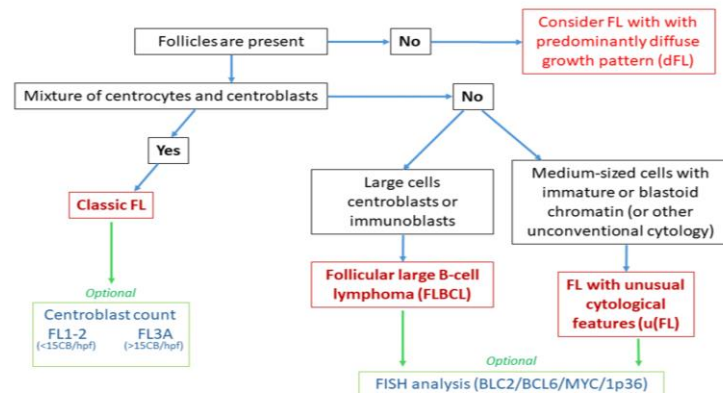 Follicles are present
No
Consider FL with with
predominantly diffuse
growth pattern (dFL)
Mixture of centrocytes and centroblasts
No
Yes
Classic FL
Large cells
centroblasts or
immunoblasts
Medium-sized cells with
immature or blastoid
chromatin (or other
unconventional cytology)
Follicular large B-cell
lymphoma (FLBCL)
FL with unusual
cytological
features (u(FL)
Optional
Centroblast count
FL1-2 FL3A
(<15CB/hpf) (>15CB/hpf)
Optional
FISH analysis (BLC2/BCL6/MYC/1p36)